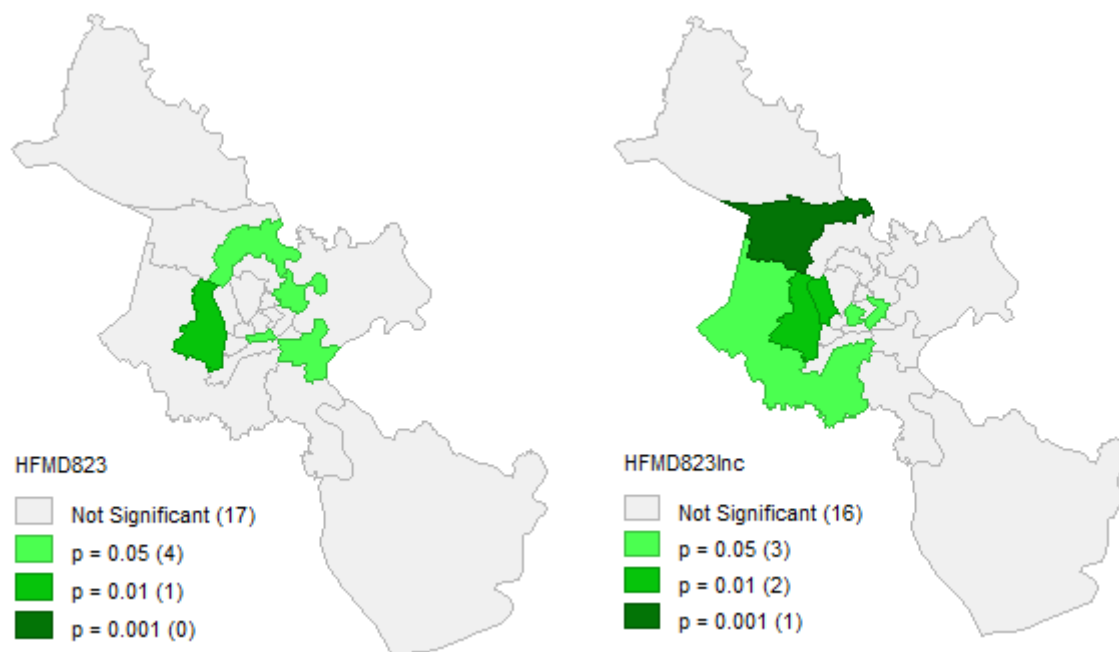 HFMD823
Not Significant (17)
p = 0.05 (4)
p = 0.01 (1)
p = 0.001 (0)
HFMD823Inc
Not Significant (16)
p = 0.05 (3)
p = 0.01 (2)
p = 0.001 (1)